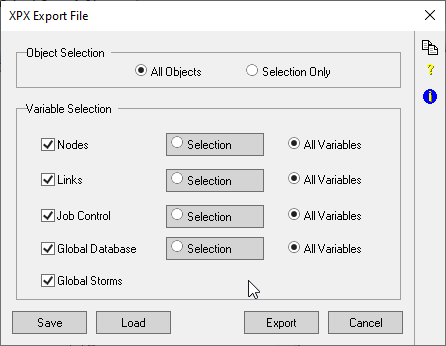 XPX Export File
Object Selection
All Objects Selection Only
Variable Selection
Nodes Selection All Variables
Links Selection All Variables
Job Control Selection All Variables
Global Database Selection All Variables
Global Storms
Save Load Export Cancel